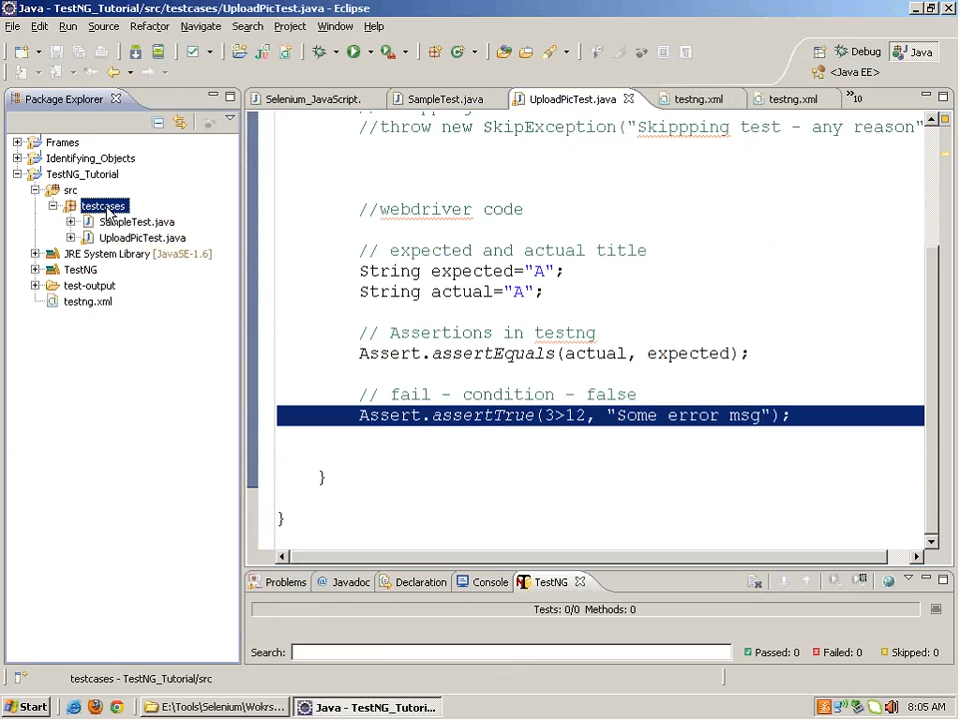 Java - TestNG_Tutorial/src/testcases/UploadPicTest.java - Eclipse
File Edit Run Source Refactor Navigate Search Project Window Help
Debug Java
<Java EE>
Package Explorer
Selenium_JavaScript. SampleTest.java UploadPicTest.java testng.xml testng.xml »10
Frames
Identifying_Objects
TestNG_Tutorial
src
testcases
SampleTest.java
UploadPicTest.java
JRE System Library [JavaSE-1.6]
TestNG
test-output
testng.xml
//throw new SkipException("Skippping test - any reason"
//webdriver code
// expected and actual title
String expected="A";
String actual="A";
// Assertions in testng
Assert.assertEquals(actual, expected);
// fail - condition - false
Assert.assertTrue(3>12, "Some error msg");
}
}
Problems Javadoc Declaration Console TestNG
Tests: 0/0 Methods: 0
Search: Passed: 0 Failed: 0 Skipped: 0
testcases - TestNG_Tutorial/src
Start E:\Tools\Selenium\Wokrs... Java - TestNG_Tutori... 8:05 AM